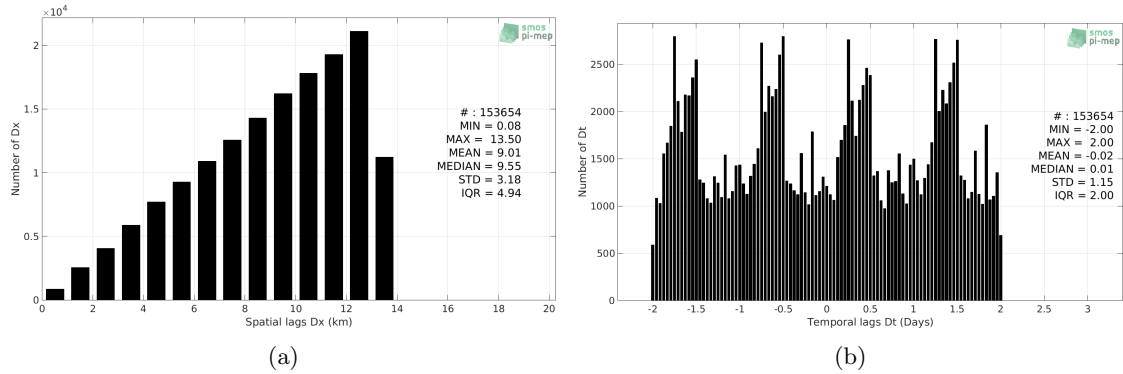 ×10⁴
2
1.5
1
0.5
0
Number of Dx
0 2 4 6 8 10 12 14 16 18 20
Spatial lags Dx (km)
smos
pi-mep
# : 153654
MIN = 0.08
MAX = 13.50
MEAN = 9.01
MEDIAN = 9.55
STD = 3.18
IQR = 4.94
(a)
2500
2000
1500
1000
500
0
Number of Dt
-2 -1.5 -1 -0.5 0 0.5 1 1.5 2 2.5 3
Temporal lags Dt (Days)
smos
pi-mep
# : 153654
MIN = -2.00
MAX = 2.00
MEAN = -0.02
MEDIAN = 0.01
STD = 1.15
IQR = 2.00
(b)